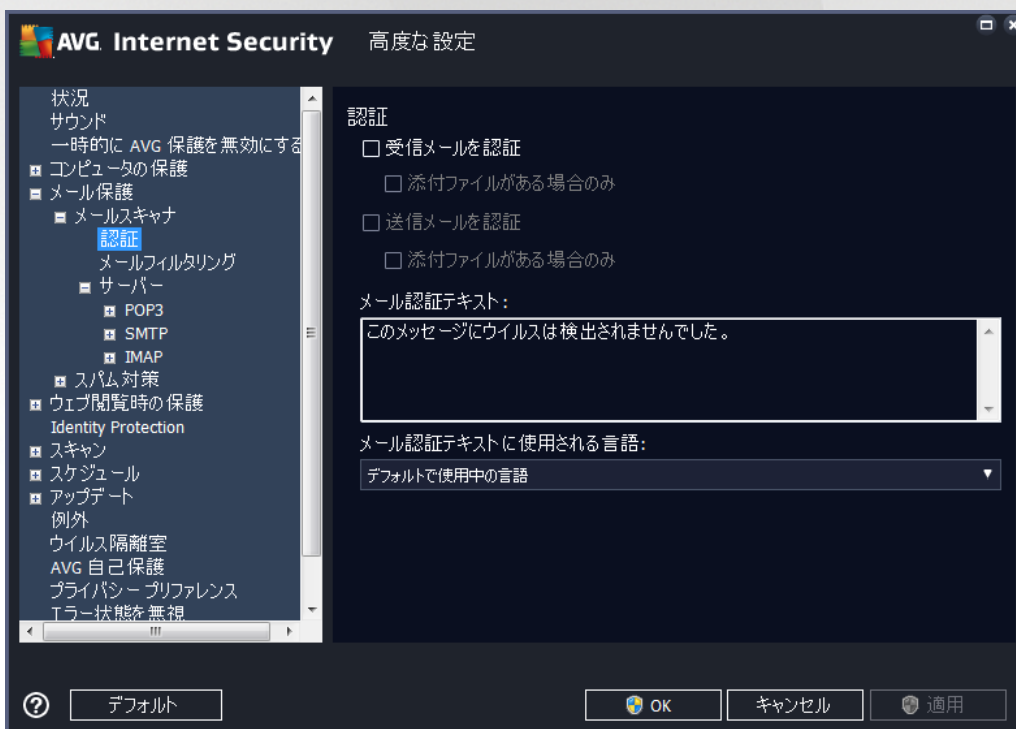 AVG. Internet Security 高度な設定
状況
サウンド
一時的に AVG 保護を無効にする
コンピュータの保護
メール保護
メールスキャナ
認証
メールフィルタリング
サーバー
POP3
SMTP
IMAP
スパム対策
ウェブ閲覧時の保護
Identity Protection
スキャン
スケジュール
アップデート
例外
ウイルス隔離室
AVG 自己保護
プライバシー プリファレンス
エラー状態を無視
認証
受信メールを認証
添付ファイルがある場合のみ
送信メールを認証
添付ファイルがある場合のみ
メール認証テキスト:
このメッセージにウイルスは検出されませんでした。
メール認証テキストに使用される言語:
デフォルトで使用中の言語
デフォルト
OK
キャンセル
適用